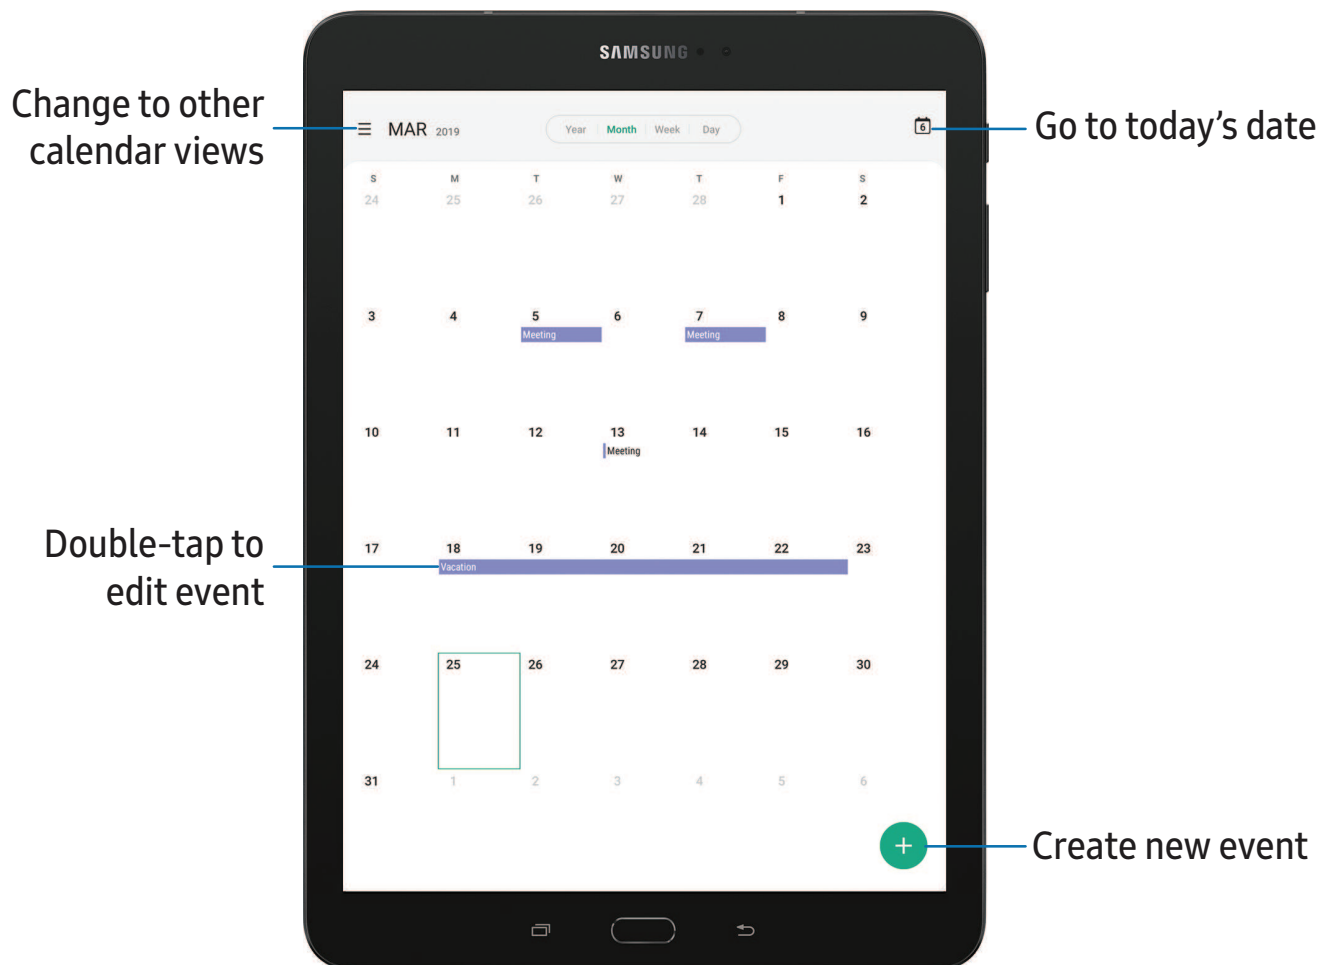 SAMSUNG
Change to other
calendar views
MAR 2019
Year Month Week Day
6
Go to today's date
S M T W T F S
24 25 26 27 28 1 2
3 4 5 6 7 8 9
Meeting Meeting
10 11 12 13 14 15 16
Meeting
Double-tap to
edit event
17 18 19 20 21 22 23
Vacation
24 25 26 27 28 29 30
31 1 2 3 4 5 6
Create new event